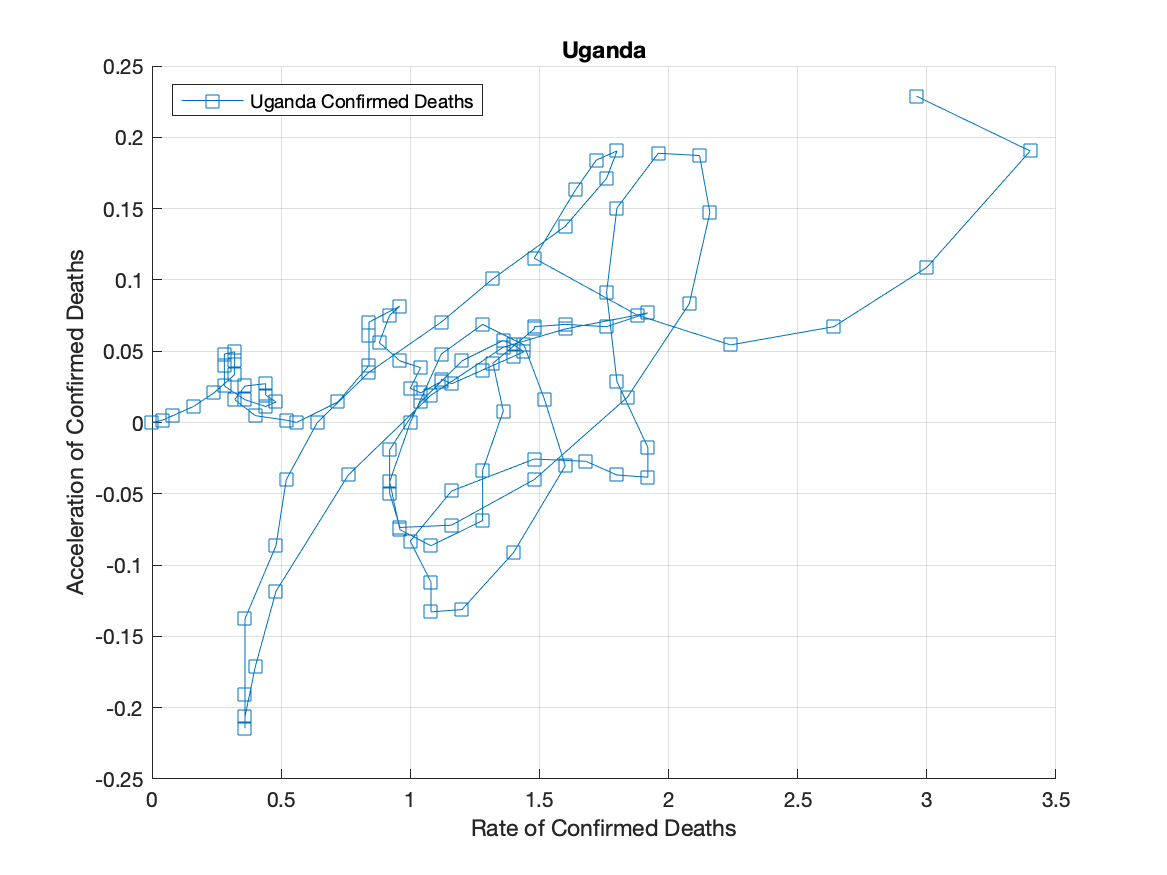 Uganda
0.25
Uganda Confirmed Deaths
0.2
0.15
0.1
0.05
0
-0.05
-0.1
-0.15
-0.2
-0.25
Acceleration of Confirmed Deaths
0 0.5 1 1.5 2 2.5 3 3.5
Rate of Confirmed Deaths